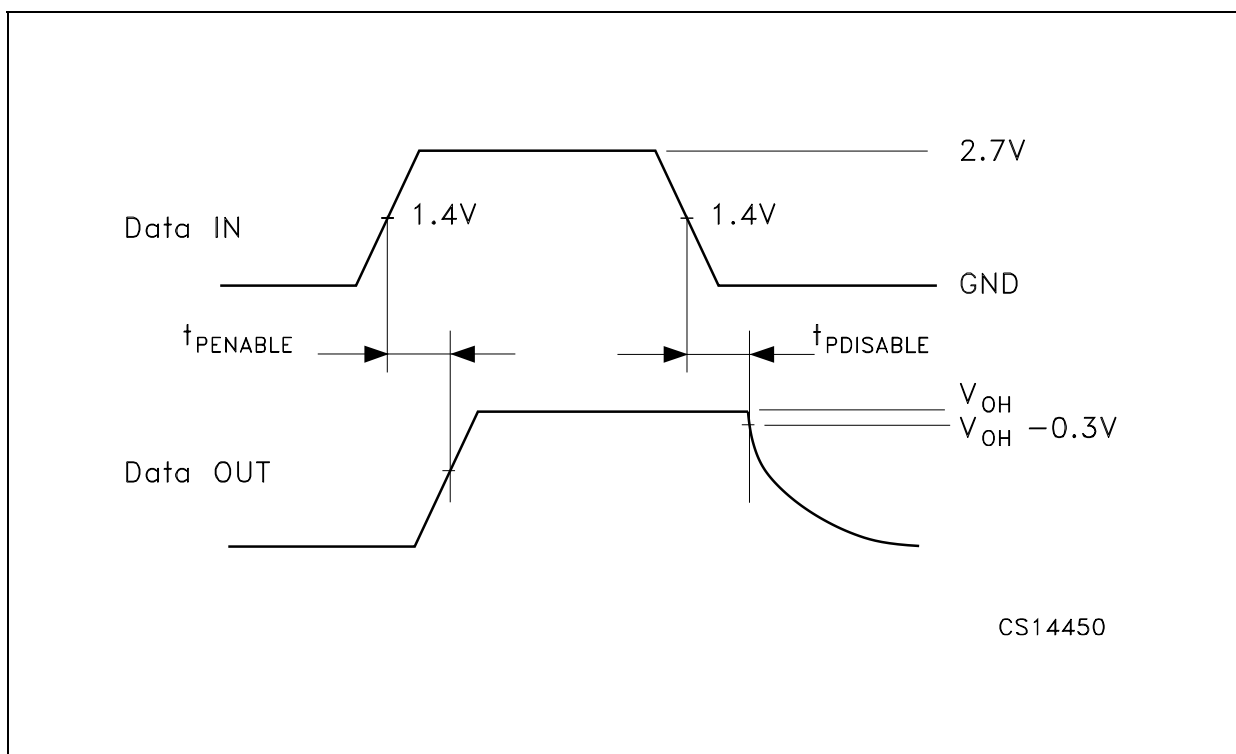 2.7V
1.4V
1.4V
Data IN
GND
tPENABLE
tPDISABLE
VOH
VOH -0.3V
Data OUT
CS14450